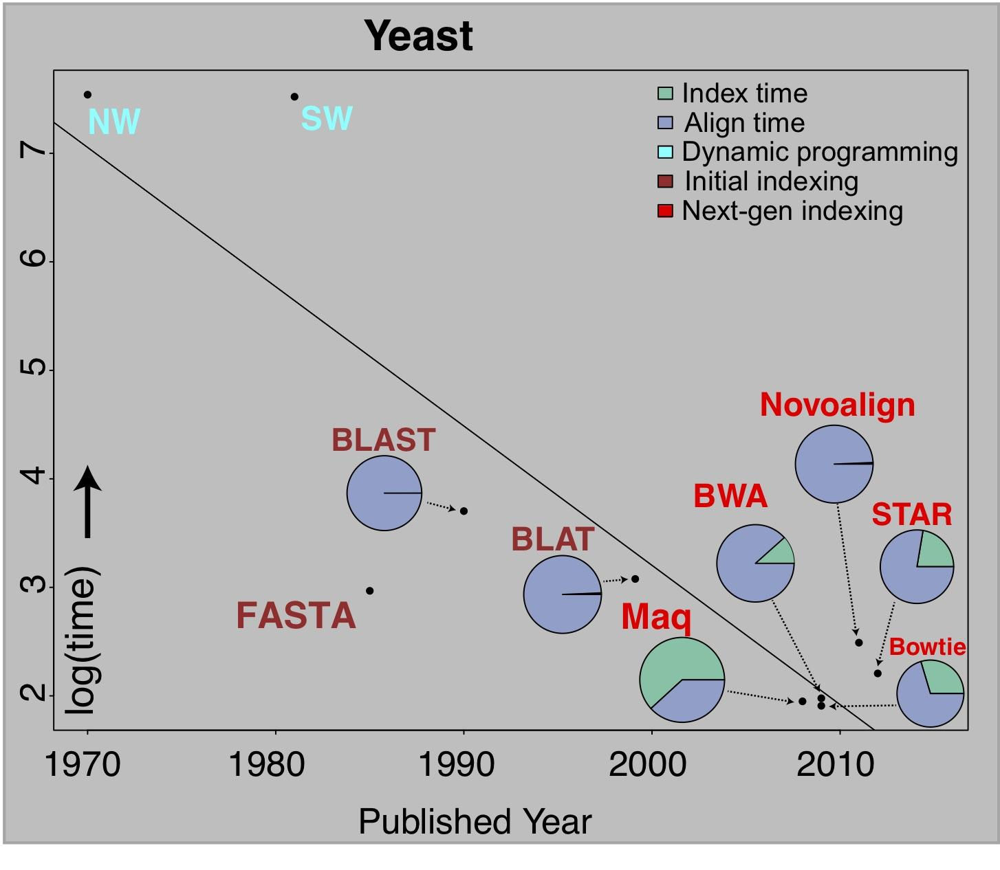 Yeast
Index time
Align time
Dynamic programming
Initial indexing
Next-gen indexing
NW
SW
7
6
5
4
3
2
log(time)
Novoalign
BLAST
BWA
STAR
BLAT
FASTA
Maq
Bowtie
1970
1980
1990
2000
2010
Published Year